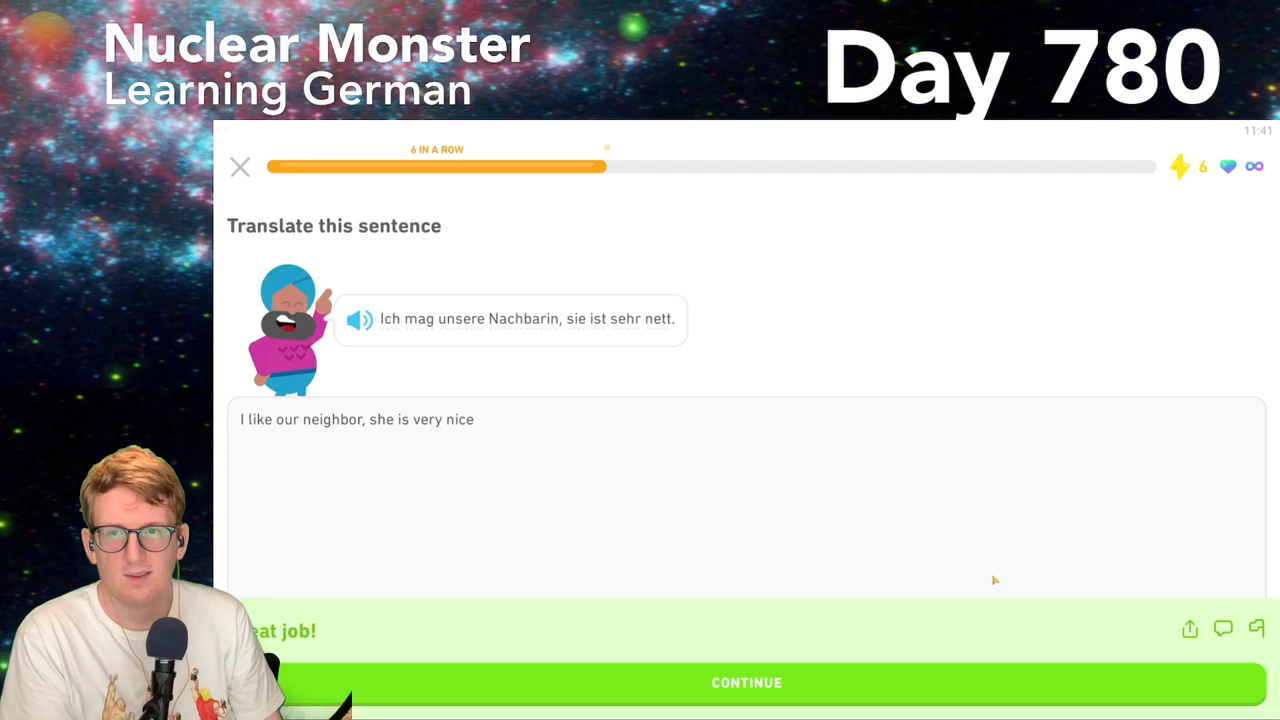 Nuclear Monster
Learning German
Day 780
11:41
6 IN A ROW
6
Translate this sentence
Ich mag unsere Nachbarin, sie ist sehr nett.
I like our neighbor, she is very nice
eat job!
CONTINUE